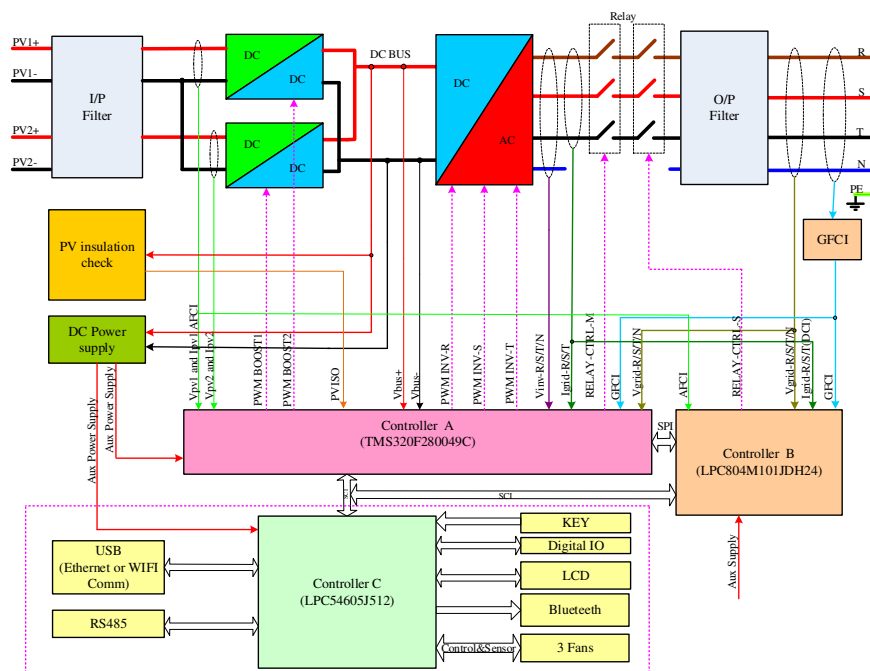 Relay
PV1+
PV1-
PV2+
PV2-
I/P
Filter
DC
DC
DC
DC
DC BUS
DC
AC
O/P
Filter
R
S
T
N
PE
GFCI
PV insulation
check
DC Power
supply
Aux Power Supply
Aux Power Supply
Vpv1 and Ipv1 AFCI
Vpv2 and Ipv2
PWM BOOST1
PWM BOOST2
PVISO
Vbus+
Vbus-
PWM INV-R
PWM INV-S
PWM INV-T
Vinv-R/S/T/N
Igrid-R/S/T
RELAY-CTRL-M
GFCI
Vgrid-R/S/T/N
AFCI
RELAY-CTRL-S
Vgrid-R/S/T/N
Igrid-R/S/T(DCI)
GFCI
Controller A
(TMS320F280049C)
SPI
Controller B
(LPC804M101JDH24)
SCI
SCI
Aux Supply
Controller C
(LPC54605J512)
USB
(Ethernet or WIFI
Comm)
RS485
KEY
Digital IO
LCD
Blueteeth
Control&Sensor
3 Fans